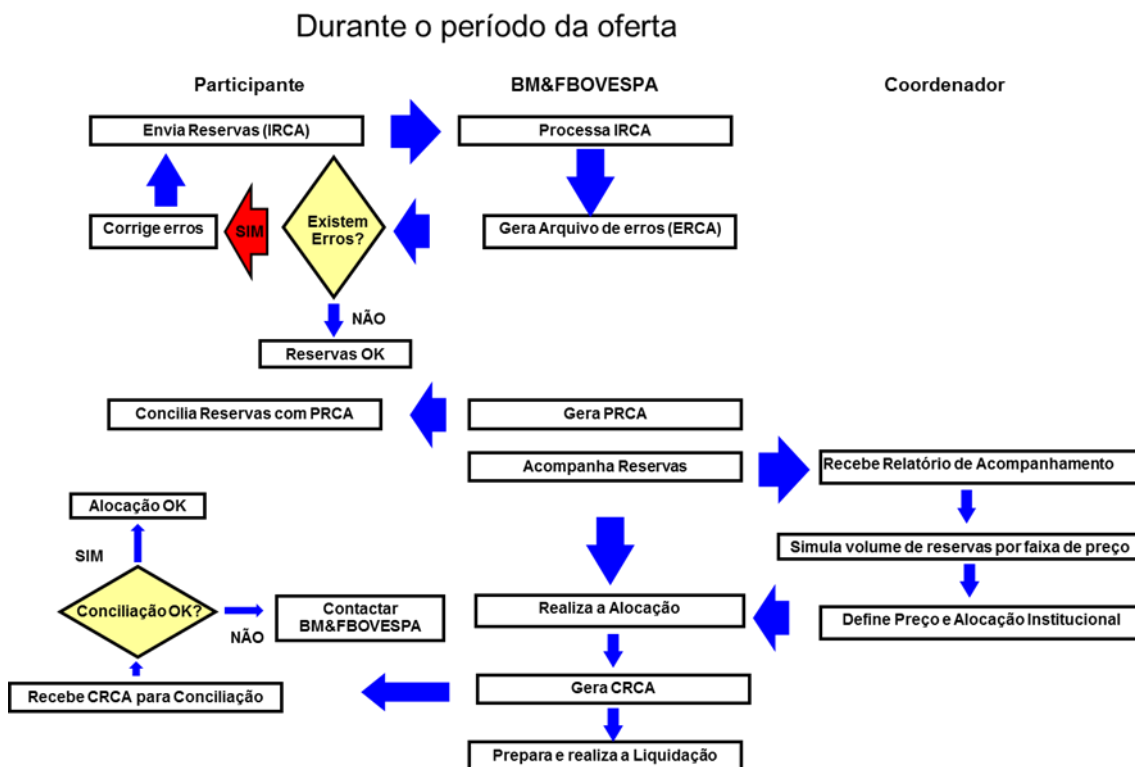 Durante o período da oferta
Participante
BM&FBOVESPA
Coordenador
Envia Reservas (IRCA)
Processa IRCA
Corrige erros
SIM
Existem
Erros?
Gera Arquivo de erros (ERCA)
NÃO
Reservas OK
Concilia Reservas com PRCA
Gera PRCA
Acompanha Reservas
Recebe Relatório de Acompanhamento
Alocação OK
Simula volume de reservas por faixa de preço
SIM
Conciliação OK?
NÃO
Contactar
BM&FBOVESPA
Realiza a Alocação
Define Preço e Alocação Institucional
Recebe CRCA para Conciliação
Gera CRCA
Prepara e realiza a Liquidação